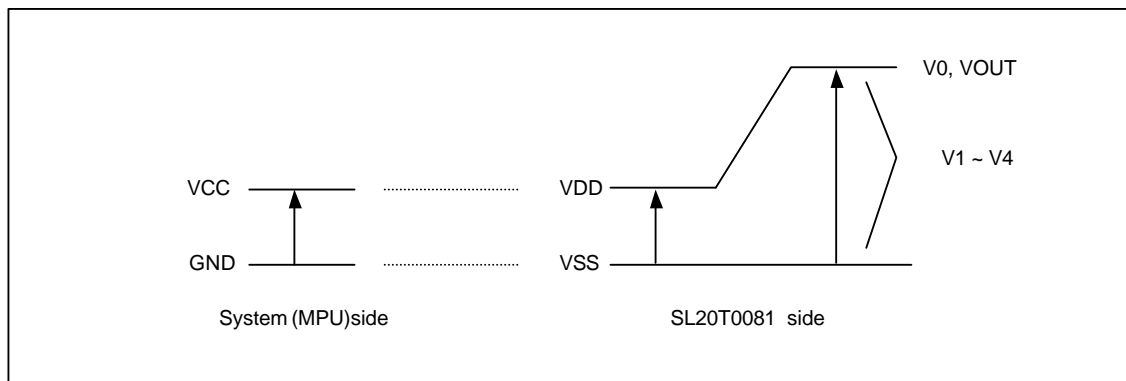 V0, VOUT
V1 ~ V4
VCC
VDD
GND
VSS
System (MPU)side
SL20T0081 side